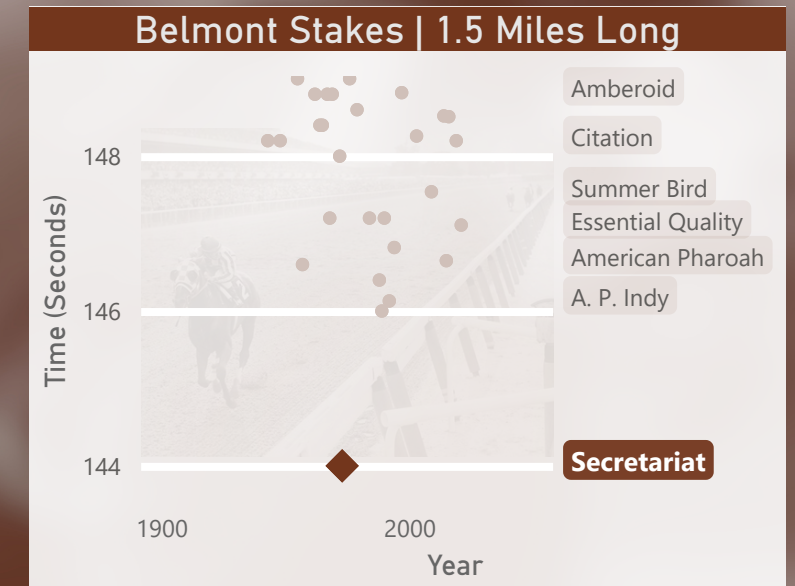 Belmont Stakes | 1.5 Miles Long
Amberoid
Citation
148
Summer Bird
Essential Quality
American Pharoah
A. P. Indy
146
Time (Seconds)
Secretariat
144
1900
2000
Year